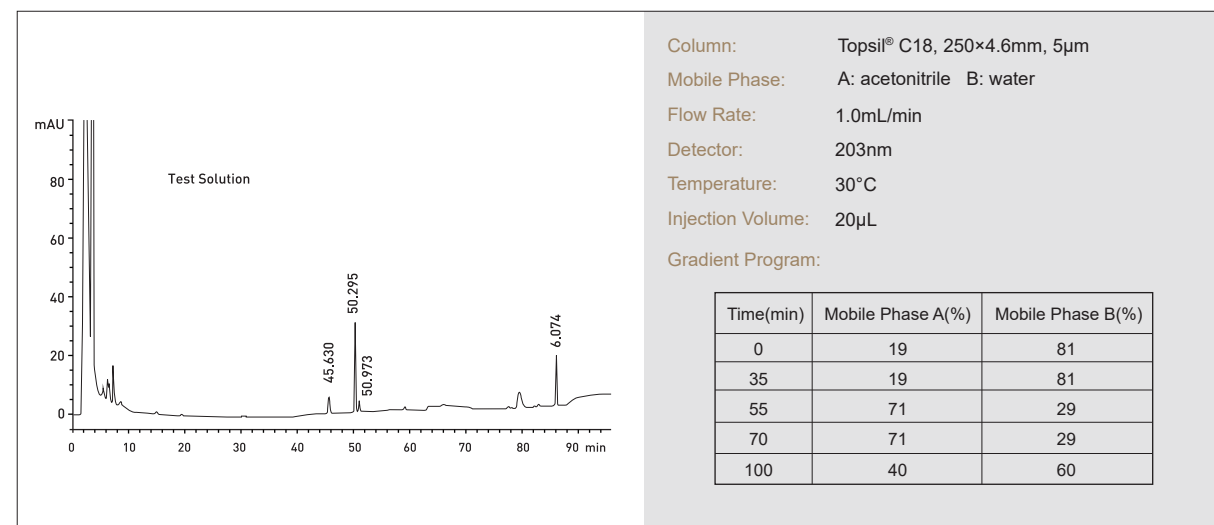 mAU
80
60
40
20
0
Test Solution
45.630
50.295
50.973
6.074
0 10 20 30 40 50 60 70 80 90 min
Column: Topsil® C18, 250×4.6mm, 5μm
Mobile Phase: A: acetonitrile B: water
Flow Rate: 1.0mL/min
Detector: 203nm
Temperature: 30°C
Injection Volume: 20μL
Gradient Program:
Time(min) Mobile Phase A(%) Mobile Phase B(%)
0 19 81
35 19 81
55 71 29
70 71 29
100 40 60